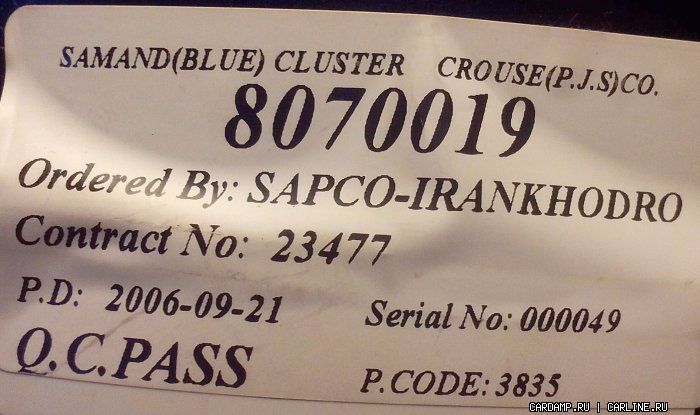 SAMAND(BLUE) CLUSTER CROUSE(P.J.S)CO.
8070019
Ordered By: SAPCO-IRANKHODRO
Contract No: 23477
P.D: 2006-09-21 Serial No: 000049
Q.C.PASS P.CODE: 3835
CARDAMP.RU | CARLINE.RU